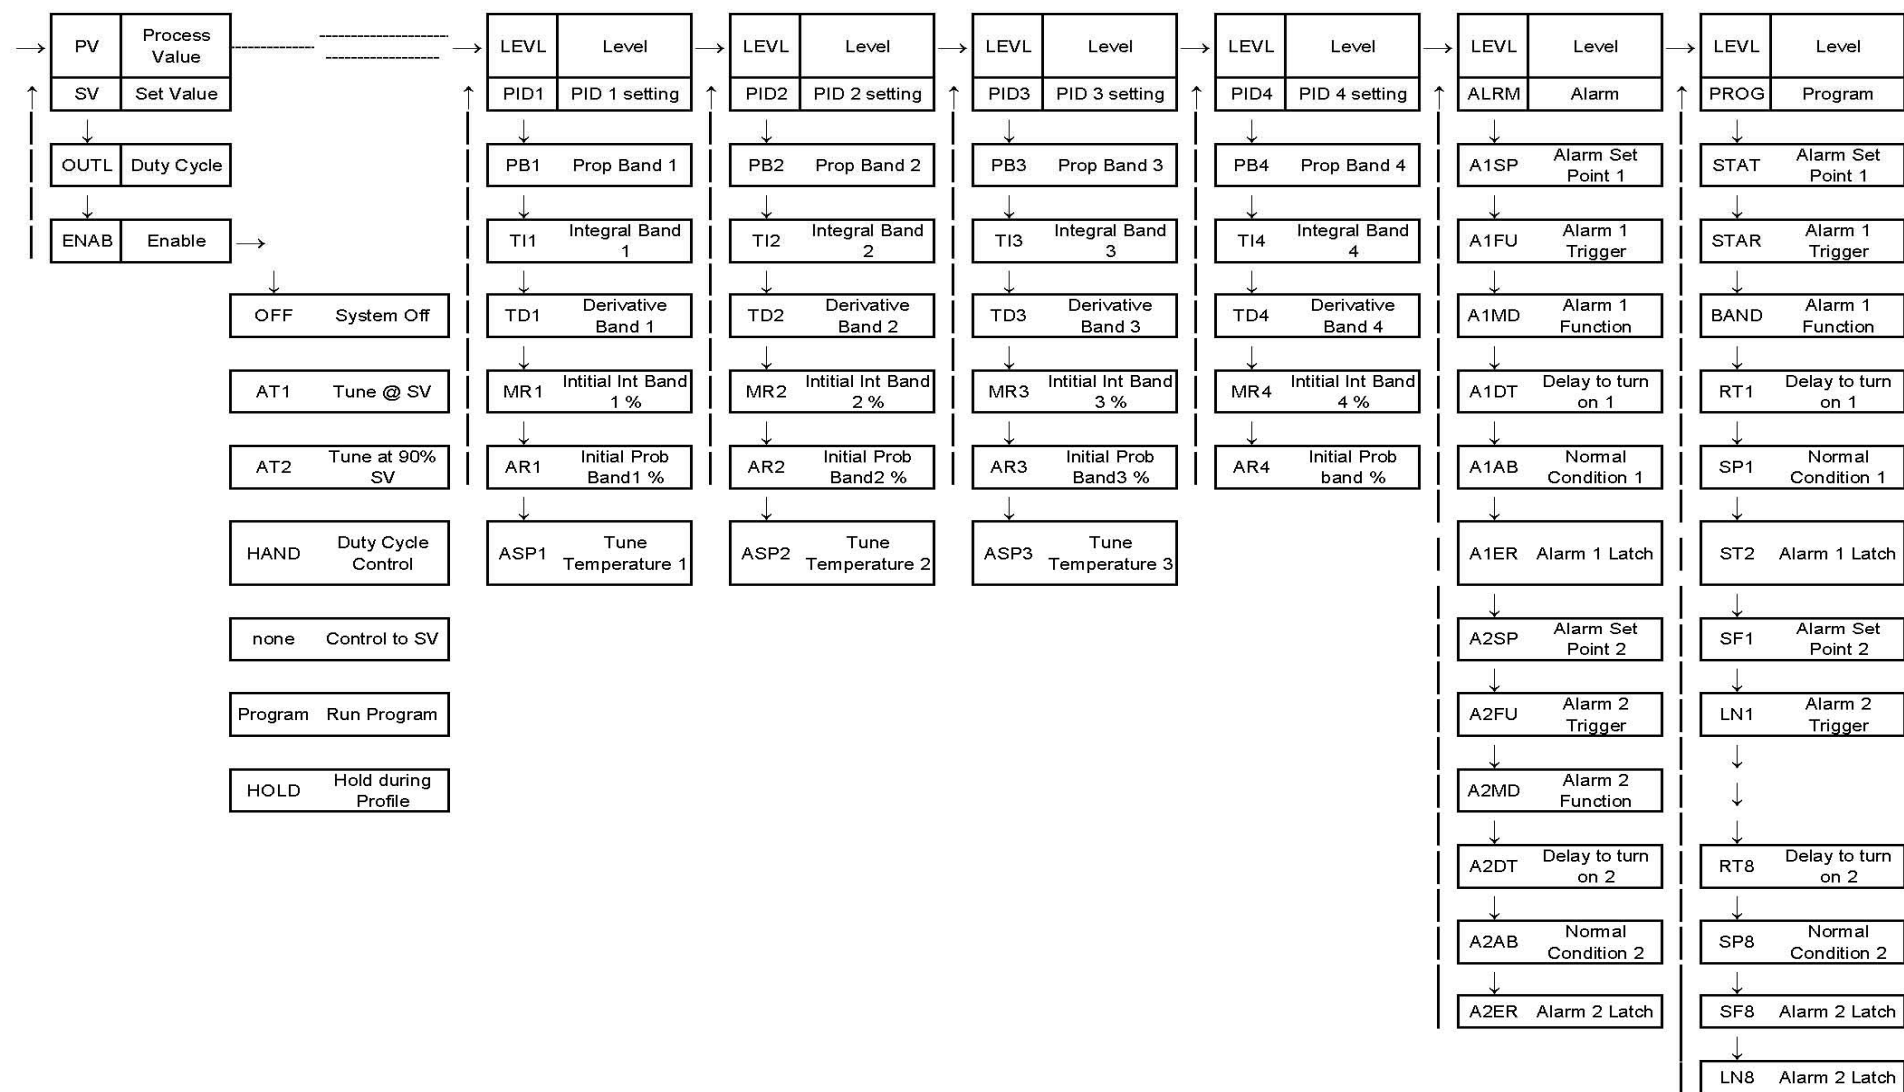 PV Process Value
SV Set Value
OUTL Duty Cycle
ENAB Enable
OFF System Off
AT1 Tune @ SV
AT2 Tune at 90% SV
HAND Duty Cycle Control
none Control to SV
Program Run Program
HOLD Hold during Profile
LEVL Level
PID1 PID 1 setting
PB1 Prop Band 1
TI1 Integral Band 1
TD1 Derivative Band 1
MR1 Intitial Int Band 1 %
AR1 Initial Prob Band1 %
ASP1 Tune Temperature 1
LEVL Level
PID2 PID 2 setting
PB2 Prop Band 2
TI2 Integral Band 2
TD2 Derivative Band 2
MR2 Intitial Int Band 2 %
AR2 Initial Prob Band2 %
ASP2 Tune Temperature 2
LEVL Level
PID3 PID 3 setting
PB3 Prop Band 3
TI3 Integral Band 3
TD3 Derivative Band 3
MR3 Intitial Int Band 3 %
AR3 Initial Prob Band3 %
ASP3 Tune Temperature 3
LEVL Level
PID4 PID 4 setting
PB4 Prop Band 4
TI4 Integral Band 4
TD4 Derivative Band 4
MR4 Intitial Int Band 4 %
AR4 Initial Prob band %
LEVL Level
ALRM Alarm
A1SP Alarm Set Point 1
A1FU Alarm 1 Trigger
A1MD Alarm 1 Function
A1DT Delay to turn on 1
A1AB Normal Condition 1
A1ER Alarm 1 Latch
A2SP Alarm Set Point 2
A2FU Alarm 2 Trigger
A2MD Alarm 2 Function
A2DT Delay to turn on 2
A2AB Normal Condition 2
A2ER Alarm 2 Latch
LEVL Level
PROG Program
STAT Alarm Set Point 1
STAR Alarm 1 Trigger
BAND Alarm 1 Function
RT1 Delay to turn on 1
SP1 Normal Condition 1
ST2 Alarm 1 Latch
SF1 Alarm Set Point 2
LN1 Alarm 2 Trigger
RT8 Delay to turn on 2
SP8 Normal Condition 2
SF8 Alarm 2 Latch
LN8 Alarm 2 Latch